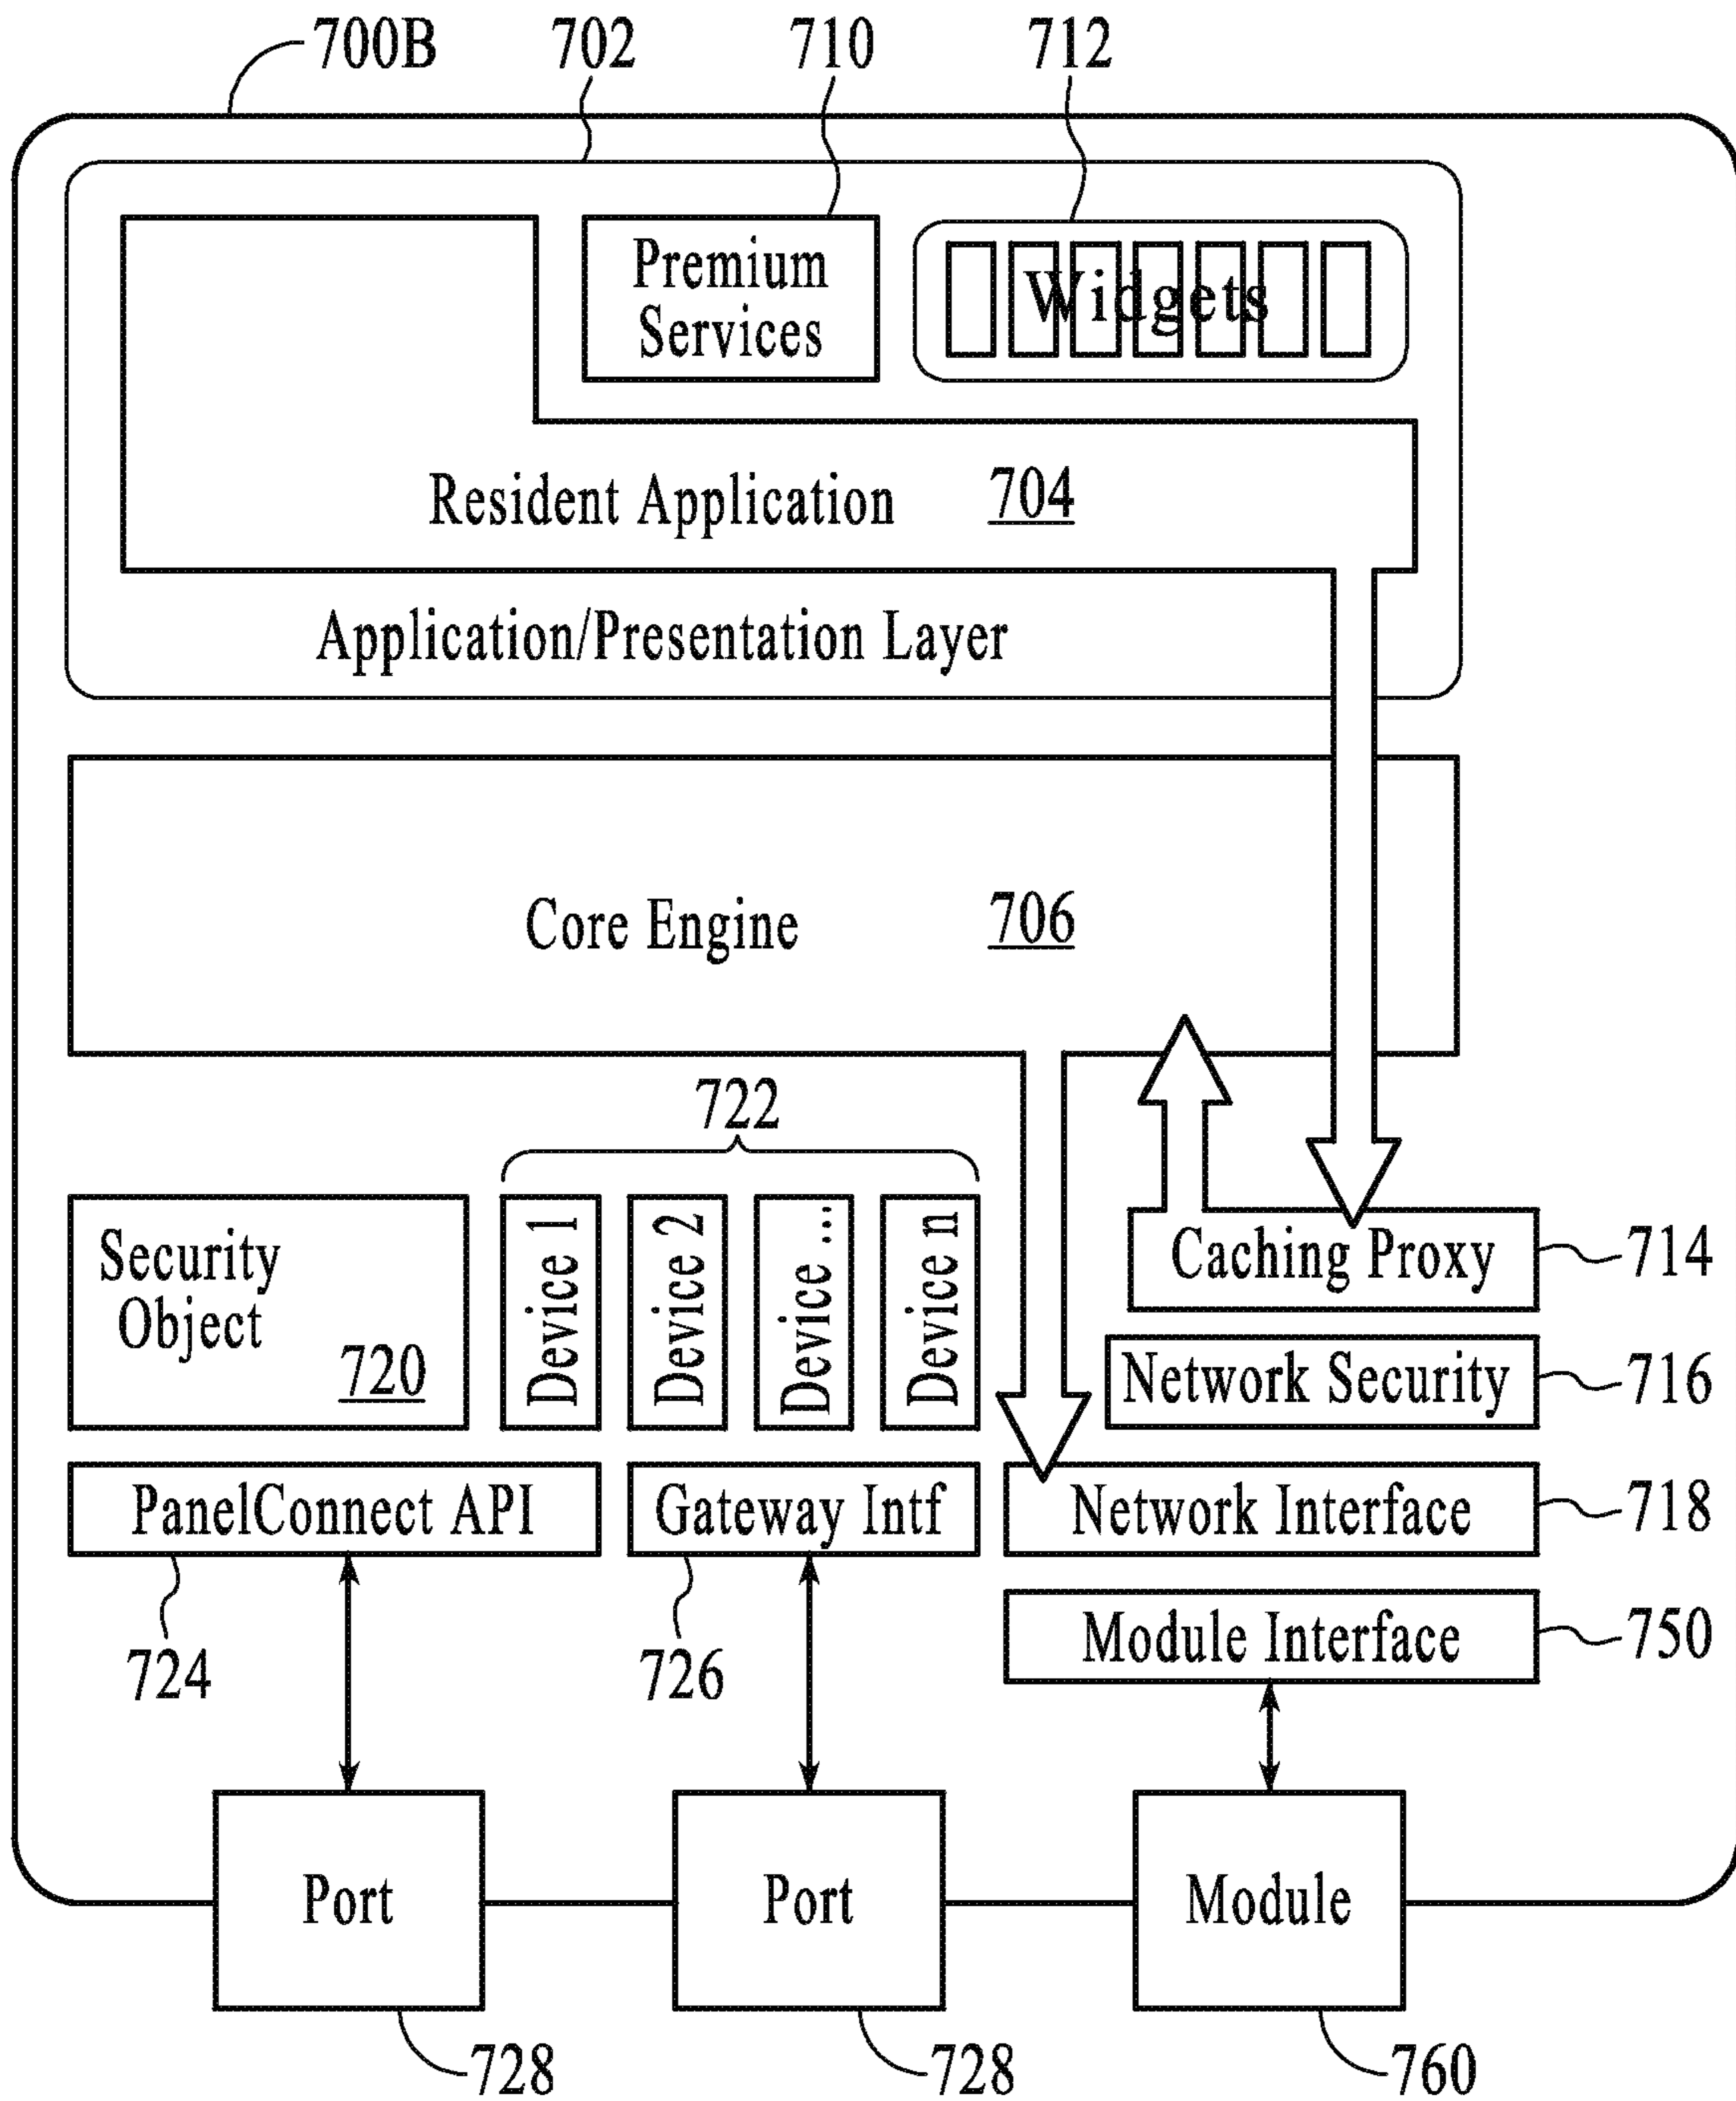 700B
702
710
712
Premium
Services
Widgets
Resident Application 704
Application/Presentation Layer
Core Engine 706
722
Security
Object
720
Device 1
Device 2
Device ...
Device n
Caching Proxy
714
Network Security
716
PanelConnect API
Gateway Intf
Network Interface
718
724
726
Module Interface
750
Port
Port
Module
728
728
760